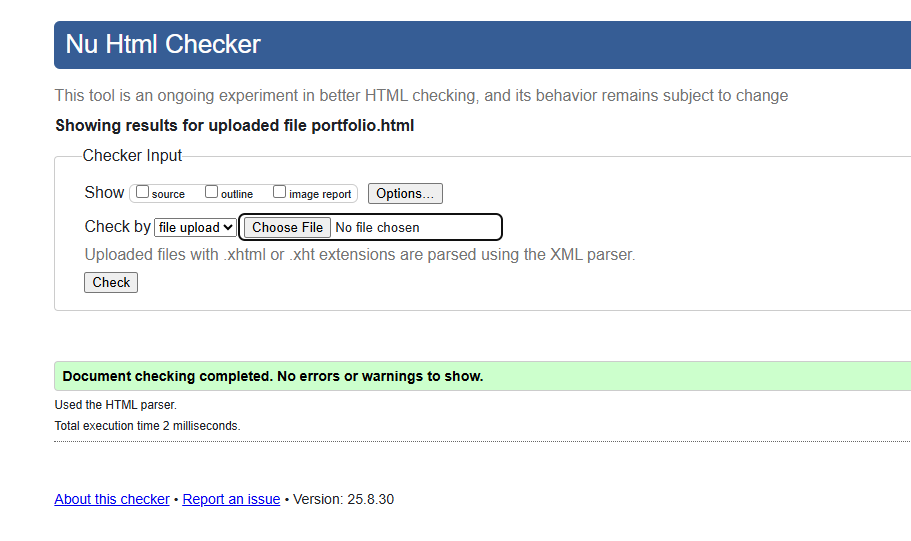 Nu Html Checker
This tool is an ongoing experiment in better HTML checking, and its behavior remains subject to change
Showing results for uploaded file portfolio.html
Checker Input
Show source outline image report Options...
Check by file upload Choose File No file chosen
Uploaded files with .xhtml or .xht extensions are parsed using the XML parser.
Check
Document checking completed. No errors or warnings to show.
Used the HTML parser.
Total execution time 2 milliseconds.
About this checker • Report an issue • Version: 25.8.30